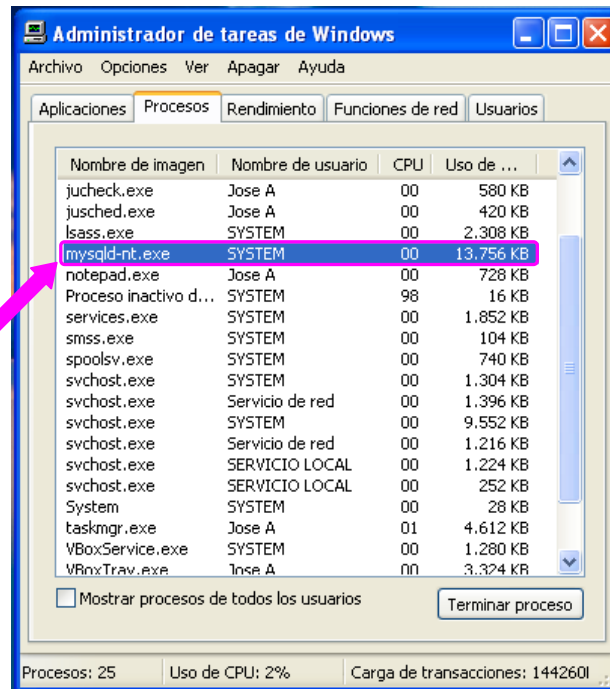 Administrador de tareas de Windows
Archivo Opciones Ver Apagar Ayuda
Aplicaciones Procesos Rendimiento Funciones de red Usuarios
Nombre de imagen Nombre de usuario CPU Uso de ...
jucheck.exe Jose A 00 580 KB
jusched.exe Jose A 00 420 KB
lsass.exe SYSTEM 00 2.308 KB
mysqld-nt.exe SYSTEM 00 13.756 KB
notepad.exe Jose A 00 728 KB
Proceso inactivo d... SYSTEM 98 16 KB
services.exe SYSTEM 00 1.852 KB
smss.exe SYSTEM 00 104 KB
spoolsv.exe SYSTEM 00 740 KB
svchost.exe SYSTEM 00 1.304 KB
svchost.exe Servicio de red 00 1.396 KB
svchost.exe SYSTEM 00 9.552 KB
svchost.exe Servicio de red 00 1.216 KB
svchost.exe SERVICIO LOCAL 00 1.224 KB
svchost.exe SERVICIO LOCAL 00 252 KB
System SYSTEM 00 28 KB
taskmgr.exe Jose A 01 4.612 KB
VBoxService.exe SYSTEM 00 1.280 KB
VBoxTray.exe Jose A 00 3.324 KB
Mostrar procesos de todos los usuarios Terminar proceso
Procesos: 25 Uso de CPU: 2% Carga de transacciones: 144260